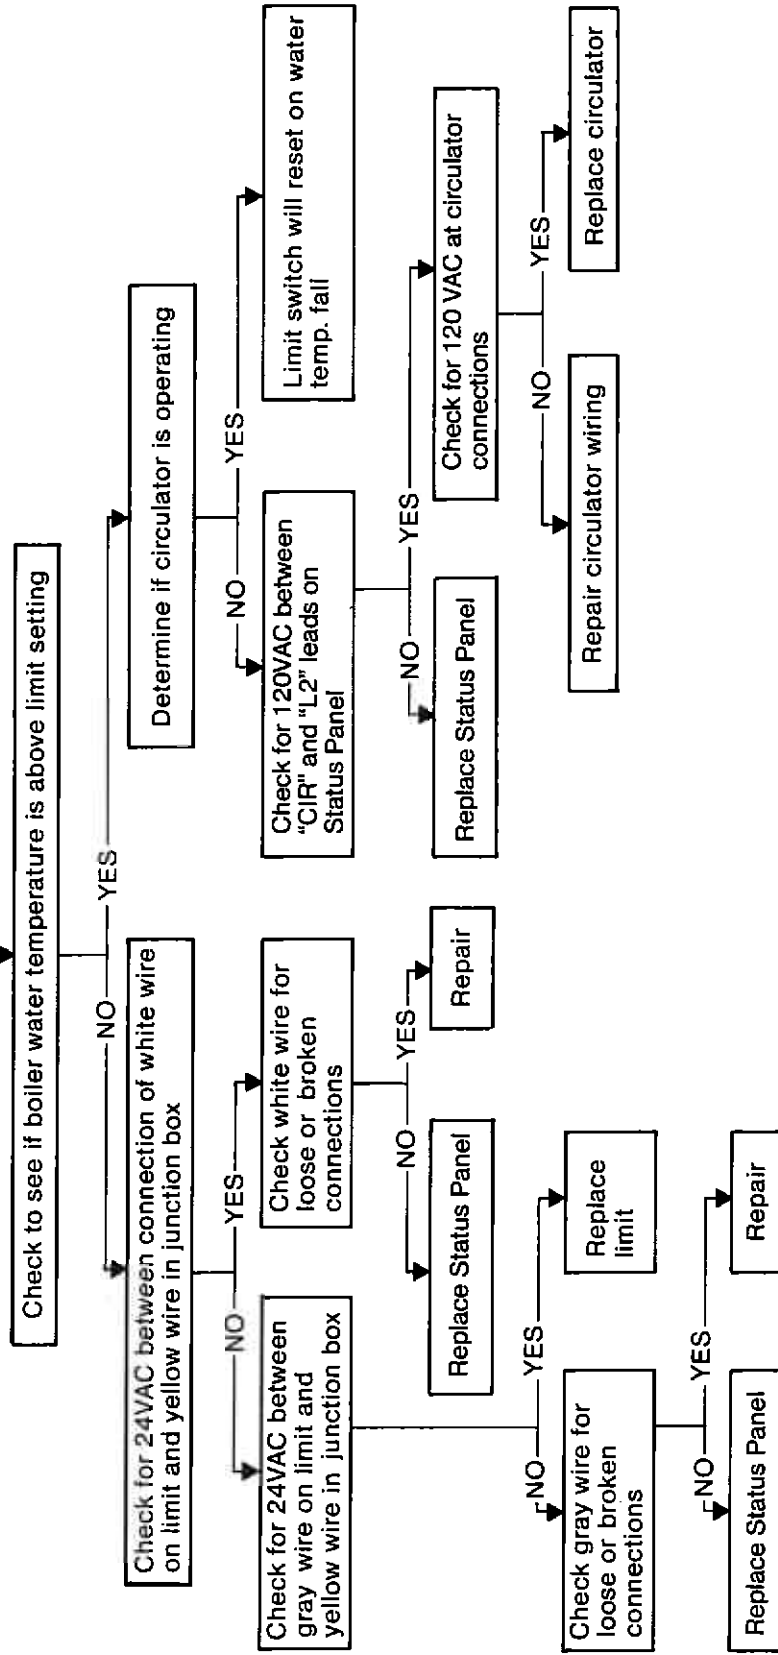 Check to see if boiler water temperature is above limit setting
NO
YES
Check for 24VAC between connection of white wire
on limit and yellow wire in junction box
Determine if circulator is operating
NO
YES
NO
YES
Check for 24VAC between
gray wire on limit and
yellow wire in junction box
Check white wire for
loose or broken
connections
Check for 120VAC between
"CIR" and "L2" leads on
Status Panel
Limit switch will reset on water
temp. fall
NO
YES
NO
YES
Replace Status Panel
Repair
Replace Status Panel
Check for 120 VAC at circulator
connections
NO
YES
NO
YES
Check gray wire for
loose or broken
connections
Replace
limit
Repair circulator wiring
Replace circulator
NO
YES
Replace Status Panel
Repair